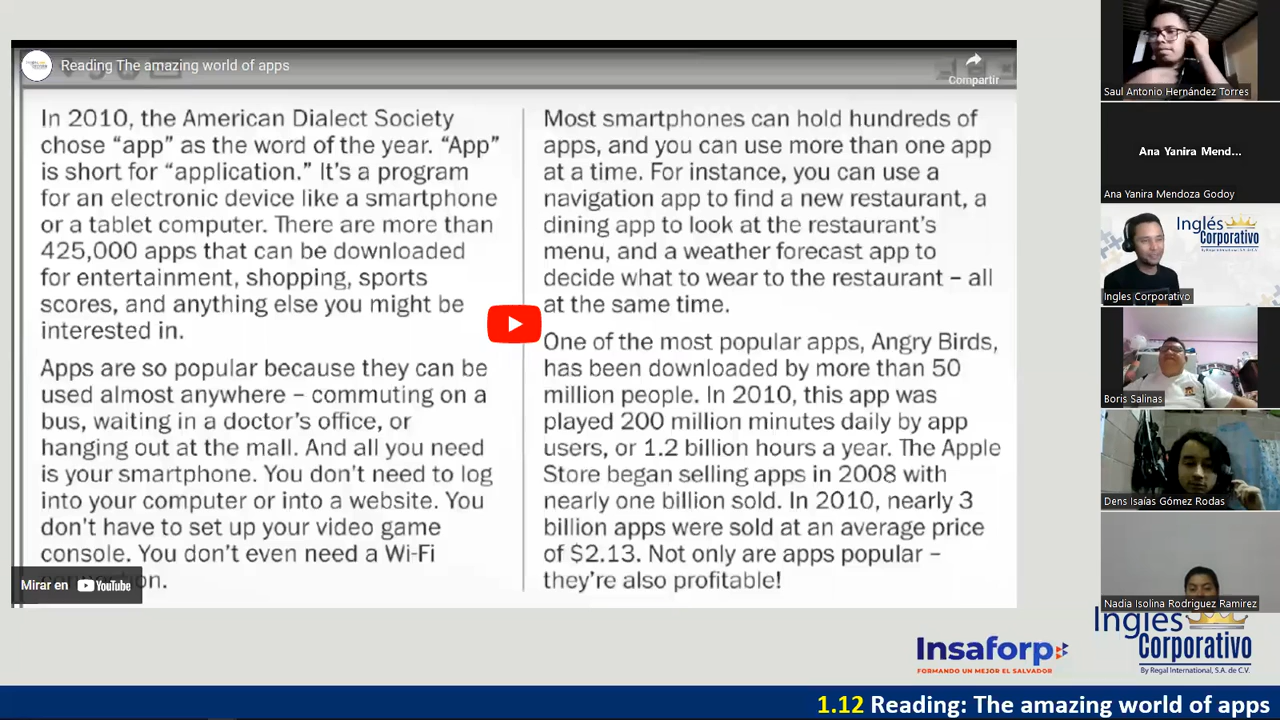 Reading The amazing world of apps
Compartir
In 2010, the American Dialect Society
chose “app” as the word of the year. “App”
is short for “application.” It’s a program
for an electronic device like a smartphone
or a tablet computer. There are more than
425,000 apps that can be downloaded
for entertainment, shopping, sports
scores, and anything else you might be
interested in.
Apps are so popular because they can be
used almost anywhere – commuting on a
bus, waiting in a doctor’s office, or
hanging out at the mall. And all you need
is your smartphone. You don’t need to log
into your computer or into a website. You
don’t have to set up your video game
console. You don’t even need a Wi-Fi
Mirar en YouTube
Most smartphones can hold hundreds of
apps, and you can use more than one app
at a time. For instance, you can use a
navigation app to find a new restaurant, a
dining app to look at the restaurant’s
menu, and a weather forecast app to
decide what to wear to the restaurant – all
at the same time.
One of the most popular apps, Angry Birds,
has been downloaded by more than 50
million people. In 2010, this app was
played 200 million minutes daily by app
users, or 1.2 billion hours a year. The Apple
Store began selling apps in 2008 with
nearly one billion sold. In 2010, nearly 3
billion apps were sold at an average price
of $2.13. Not only are apps popular –
they’re also profitable!
Saul Antonio Hernández Torres
Ana Yanira Mend...
Ana Yanira Mendoza Godoy
Inglés
Corporativo
By Regal International, S.A. de C.V.
Ingles Corporativo
Boris Salinas
Dens Isaías Gómez Rodas
Nadia Isolina Rodriguez Ramirez
Insaforp
FORMANDO UN MEJOR EL SALVADOR
Inglés
Corporativo
By Regal International, S.A. de C.V.
1.12 Reading: The amazing world of apps